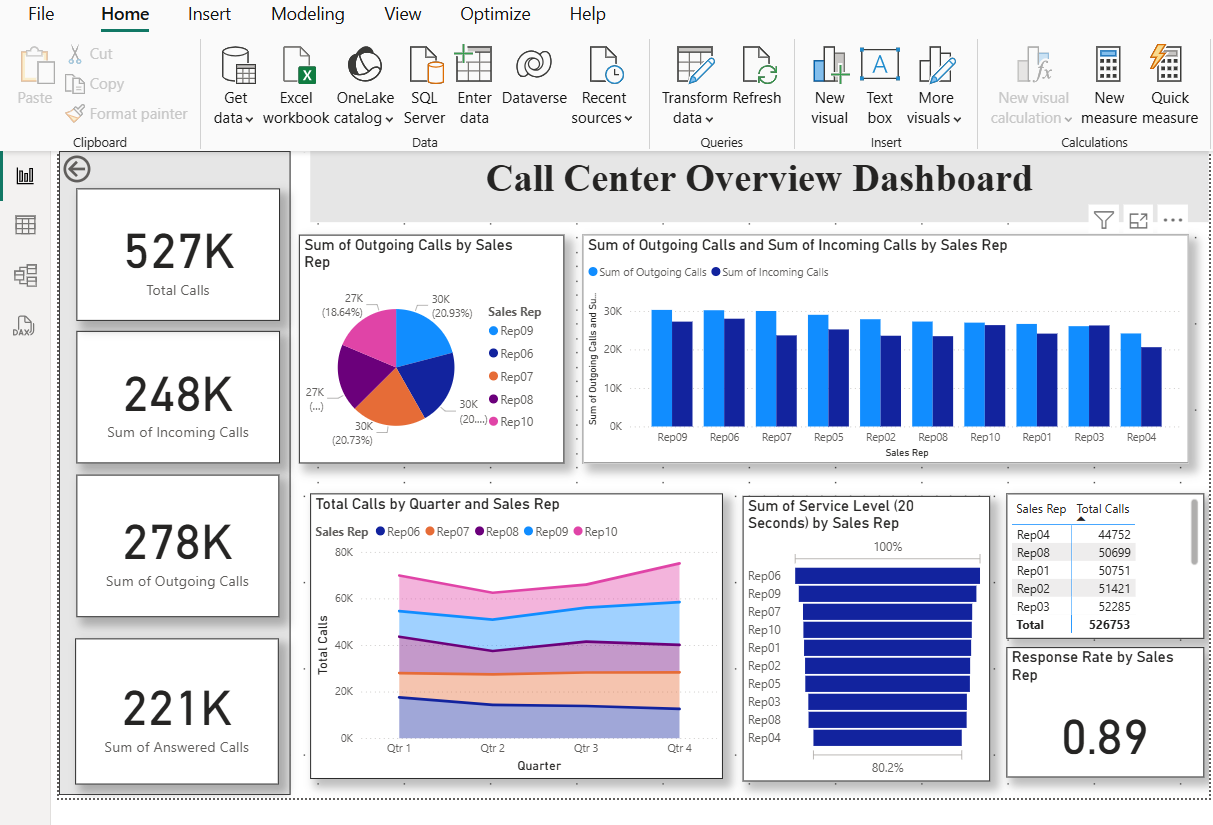 File Home Insert Modeling View Optimize Help
Paste
Cut
Copy
Format painter
Clipboard
Get data
Excel workbook
OneLake catalog
SQL Server
Enter data
Dataverse
Recent sources
Data
Transform data
Refresh
Queries
New visual
Text box
More visuals
Insert
New visual calculation
New measure
Quick measure
Calculations
DAX
Call Center Overview Dashboard
527K
Total Calls
248K
Sum of Incoming Calls
278K
Sum of Outgoing Calls
221K
Sum of Answered Calls
Sum of Outgoing Calls by Sales
Rep
30K
(20.93%)
30K
(20....)
30K
(20.73%)
27K
(...)
27K
(18.64%)
Sales Rep
Rep09
Rep06
Rep07
Rep08
Rep10
Sum of Outgoing Calls and Sum of Incoming Calls by Sales Rep
Sum of Outgoing Calls Sum of Incoming Calls
Sum of Outgoing Calls and Su...
30K
20K
10K
0K
Rep09 Rep06 Rep07 Rep05 Rep02 Rep08 Rep10 Rep01 Rep03 Rep04
Sales Rep
Total Calls by Quarter and Sales Rep
Sales Rep Rep06 Rep07 Rep08 Rep09 Rep10
Total Calls
80K
60K
40K
20K
0K
Qtr 1 Qtr 2 Qtr 3 Qtr 4
Quarter
Sum of Service Level (20
Seconds) by Sales Rep
100%
Rep06
Rep09
Rep07
Rep10
Rep01
Rep02
Rep05
Rep03
Rep08
Rep04
80.2%
Sales Rep Total Calls
Rep04 44752
Rep08 50699
Rep01 50751
Rep02 51421
Rep03 52285
Total 526753
Response Rate by Sales
Rep
0.89